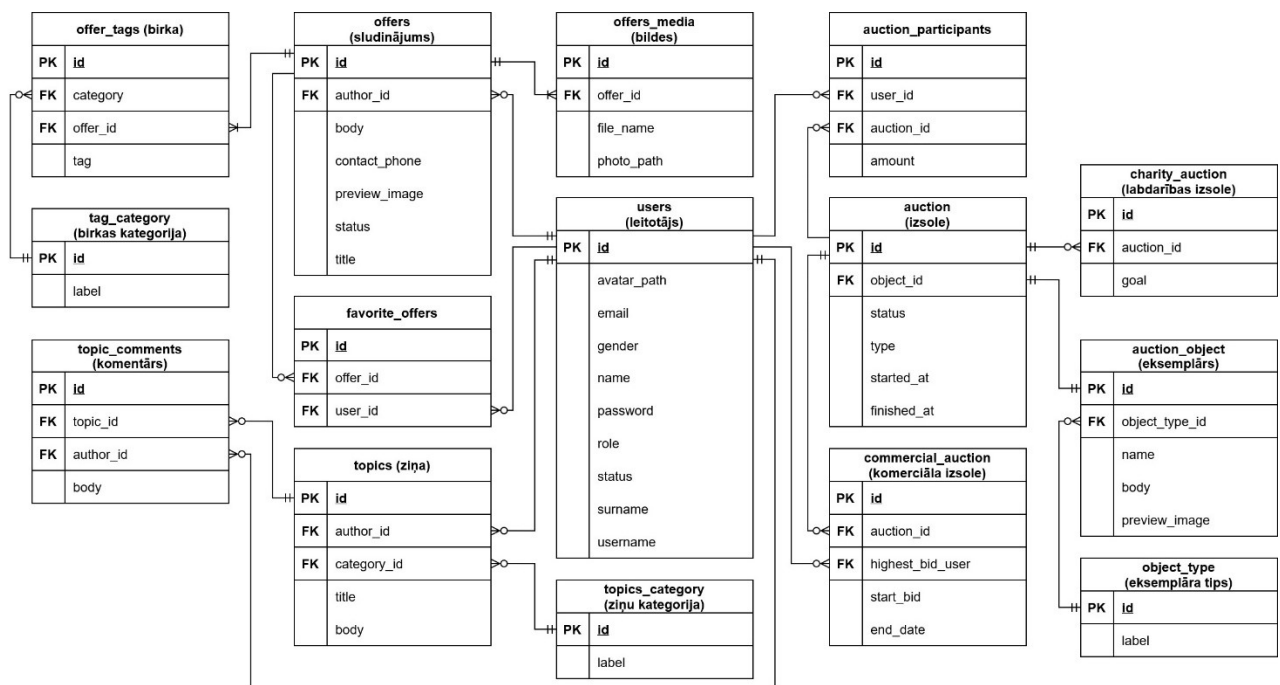 offer_tags (birka)
PK id
FK category
FK offer_id
tag
tag_category
(birkas kategorija)
PK id
label
topic_comments
(komentārs)
PK id
FK topic_id
FK author_id
body
offers
(sludinājums)
PK id
FK author_id
body
contact_phone
preview_image
status
title
favorite_offers
PK id
FK offer_id
FK user_id
topics (ziņa)
PK id
FK author_id
FK category_id
title
body
offers_media
(bildes)
PK id
FK offer_id
file_name
photo_path
users
(leitotājs)
PK id
avatar_path
email
gender
name
password
role
status
surname
username
topics_category
(ziņu kategorija)
PK id
label
auction_participants
PK id
FK user_id
FK auction_id
amount
auction
(izsole)
PK id
FK object_id
status
type
started_at
finished_at
commercial_auction
(komerciāla izsole)
PK id
FK auction_id
FK highest_bid_user
start_bid
end_date
charity_auction
(labdarības izsole)
PK id
FK auction_id
goal
auction_object
(eksemplārs)
PK id
FK object_type_id
name
body
preview_image
object_type
(eksemplāra tips)
PK id
label